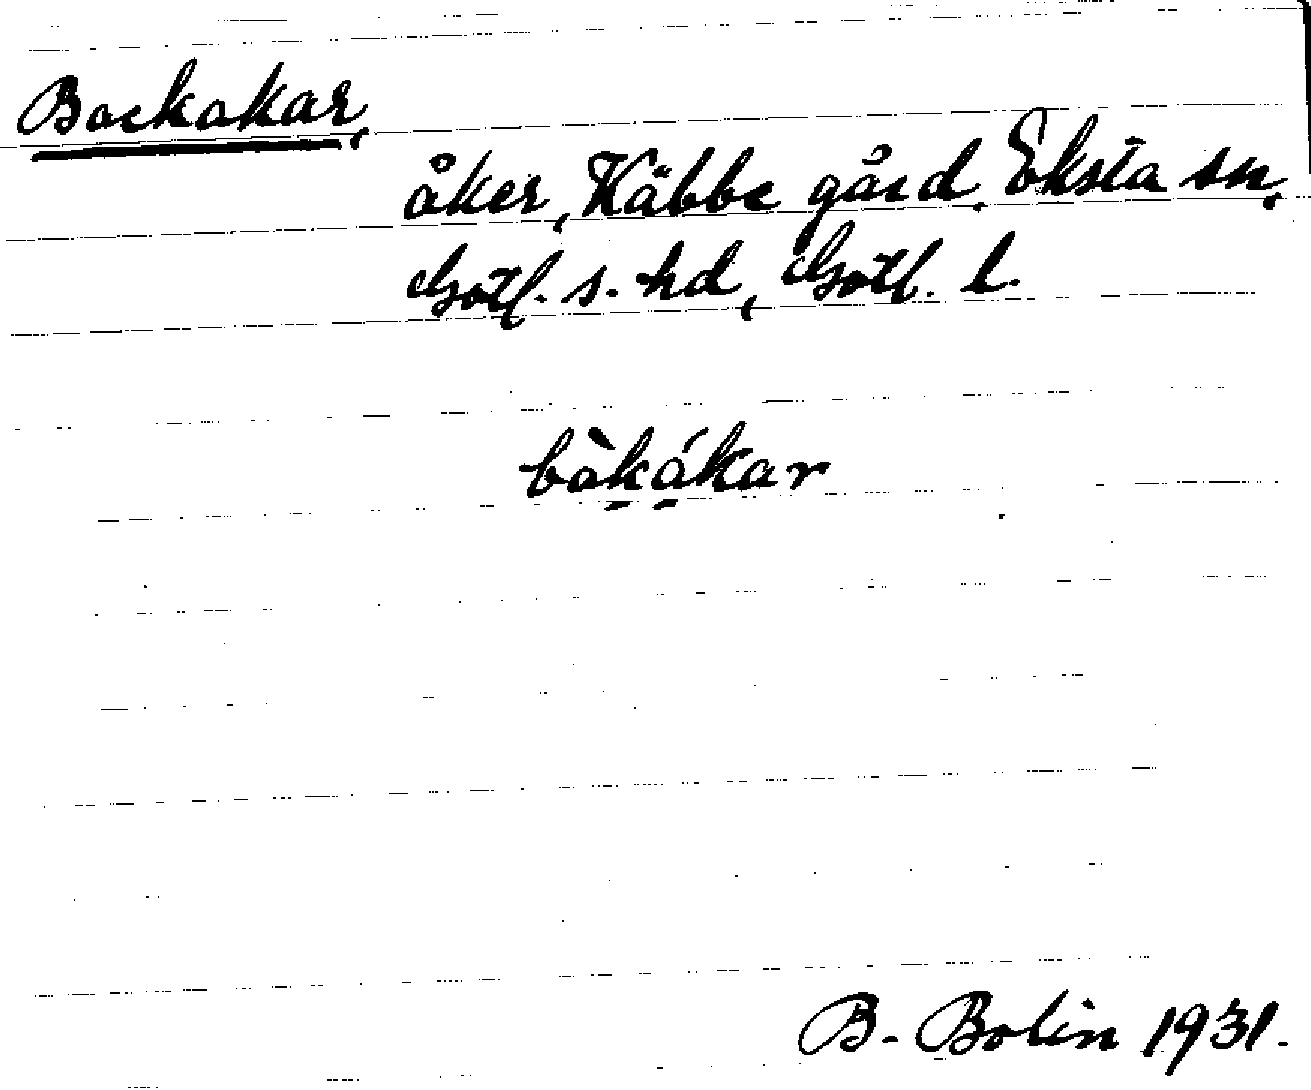 Backakar,
åker, Käbbe gård, Eksta sn,
Gotl. s. hd, Gotl. l.
bàkákar
B. Bolin 1931.